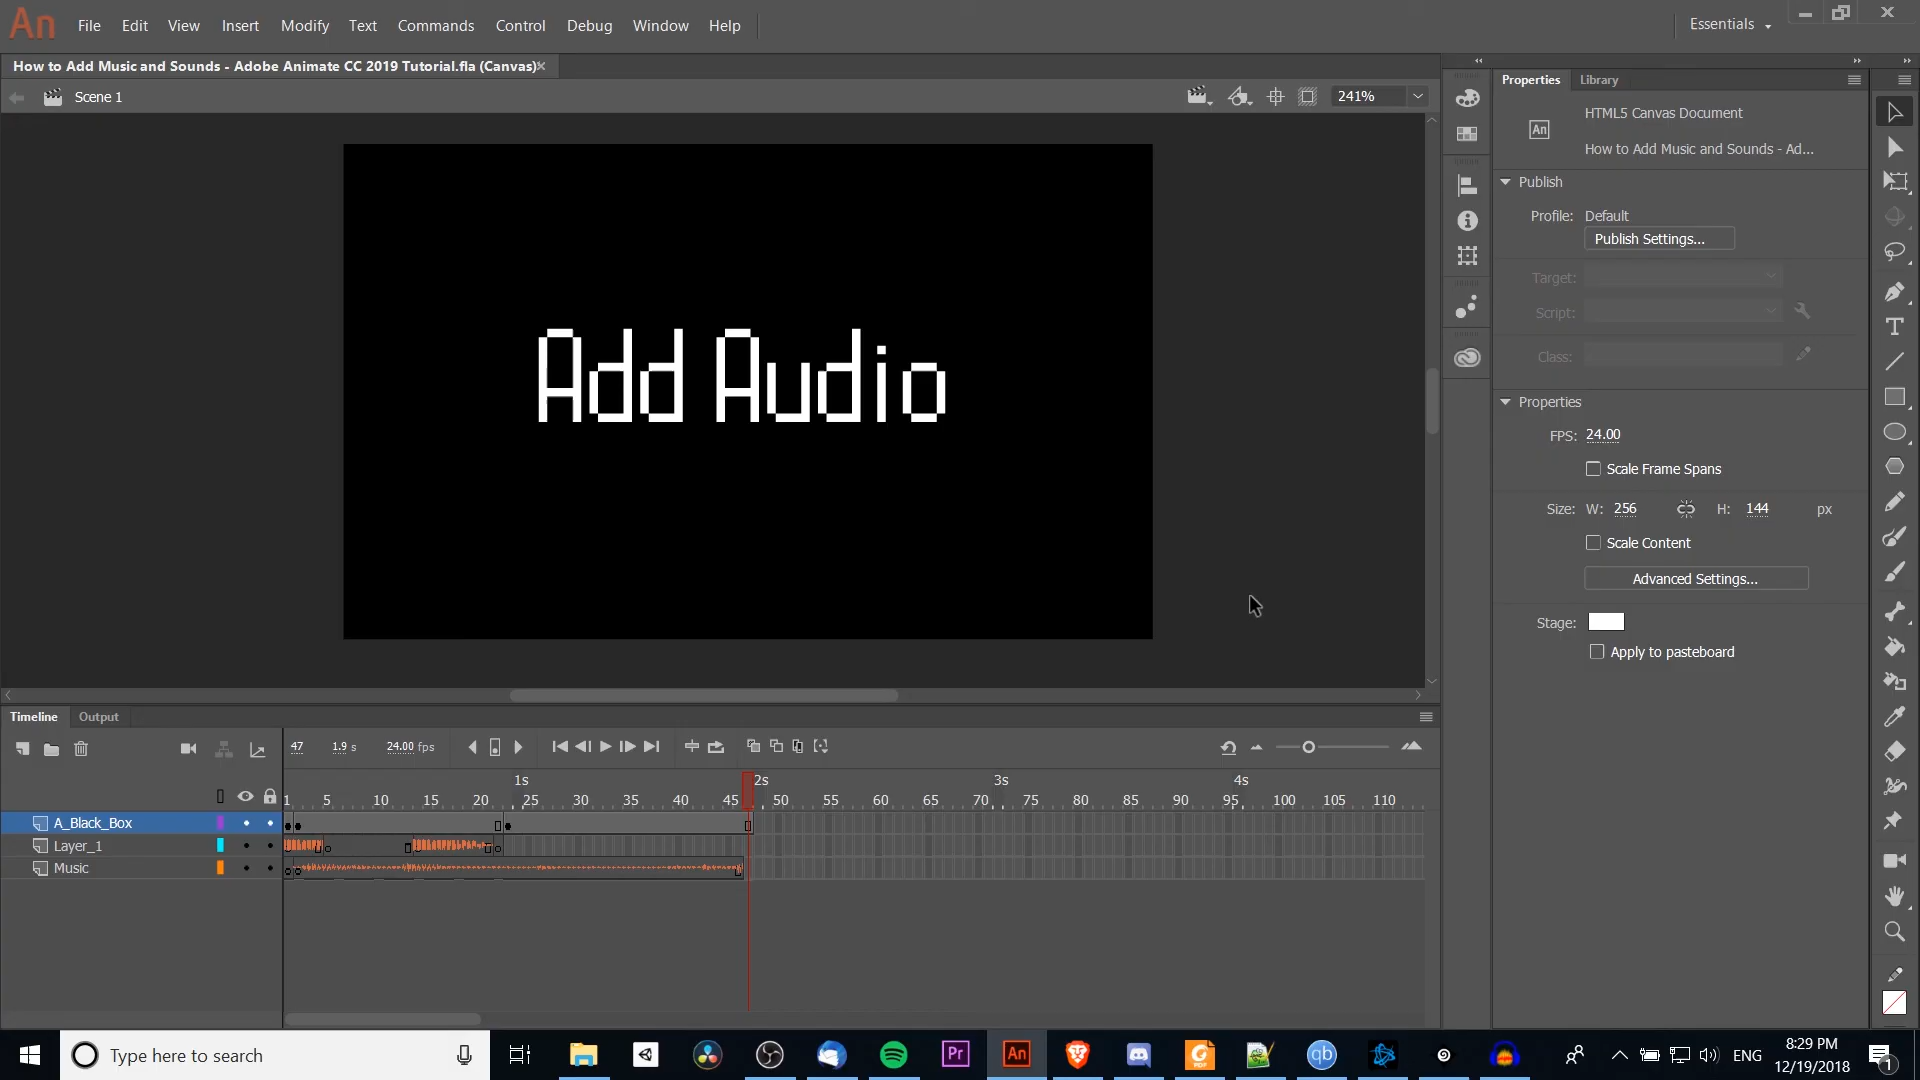 An File Edit View Insert Modify Text Commands Control Debug Window Help Essentials
How to Add Music and Sounds - Adobe Animate CC 2019 Tutorial.fla (Canvas)
Scene 1 241%
Properties Library
An HTML5 Canvas Document
How to Add Music and Sounds - Ad...
Publish
Profile: Default
Publish Settings...
Target:
Script:
Class:
Add Audio
Properties
FPS: 24.00
Scale Frame Spans
Size: W: 256 H: 144 px
Scale Content
Advanced Settings...
Stage:
Apply to pasteboard
Timeline Output
47 1.9 s 24.00 fps
1s 2s 3s 4s
1 5 10 15 20 25 30 35 40 45 50 55 60 65 70 75 80 85 90 95 100 105 110
A_Black_Box
Layer_1
Music
Type here to search
Pr An qb ENG
8:29 PM
12/19/2018
1